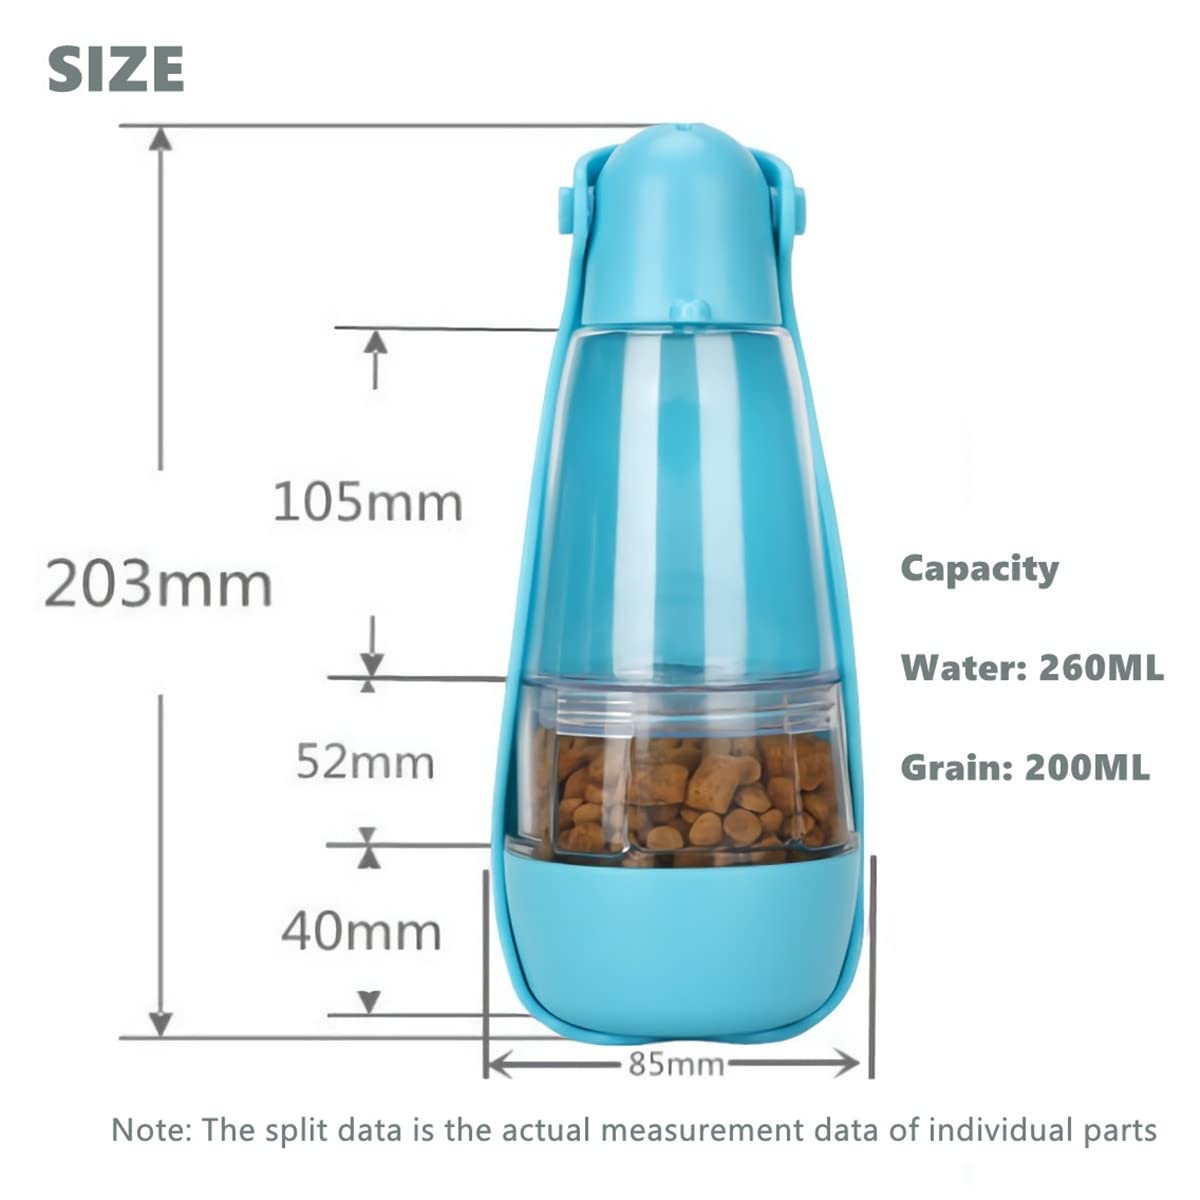 SIZE
105mm
203mm
Capacity
Water: 260ML
52mm
Grain: 200ML
40mm
85mm
Note: The split data is the actual measurement data of individual parts